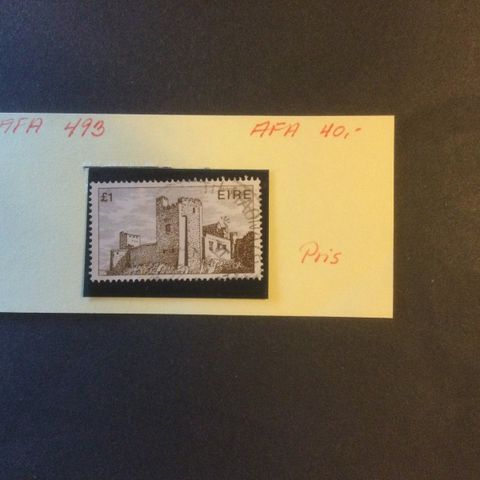 AFA 493 AFA 40,-
£1 EIRE
Pris